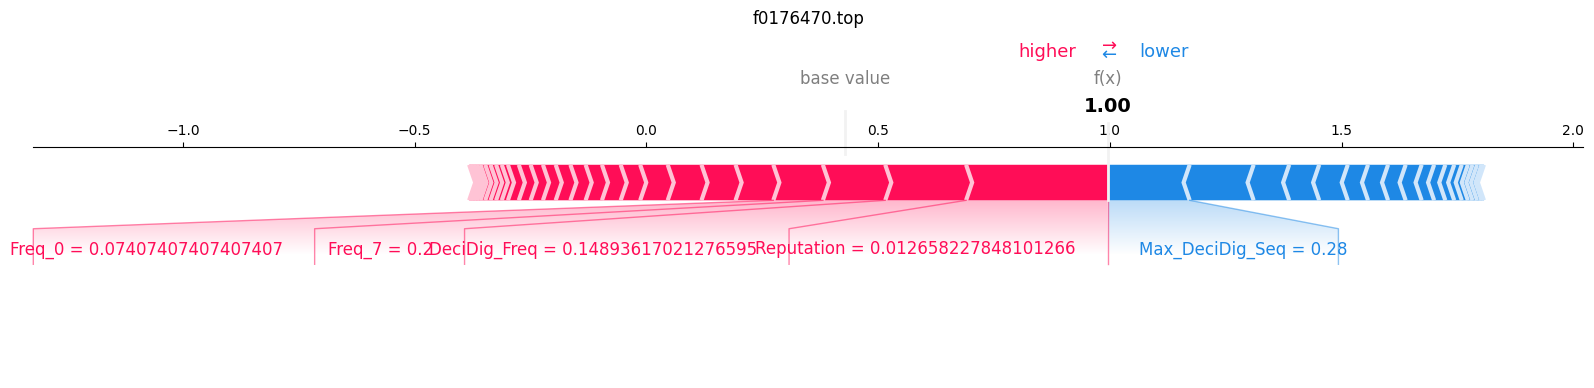 f0176470.top
higher ⇄ lower
base value f(x)
1.00
−1.0 −0.5 0.0 0.5 1.0 1.5 2.0
Freq_0 = 0.07407407407407407 Freq_7 = 0.2 DeciDig_Freq = 0.14893617021276595 Reputation = 0.012658227848101266 Max_DeciDig_Seq = 0.28